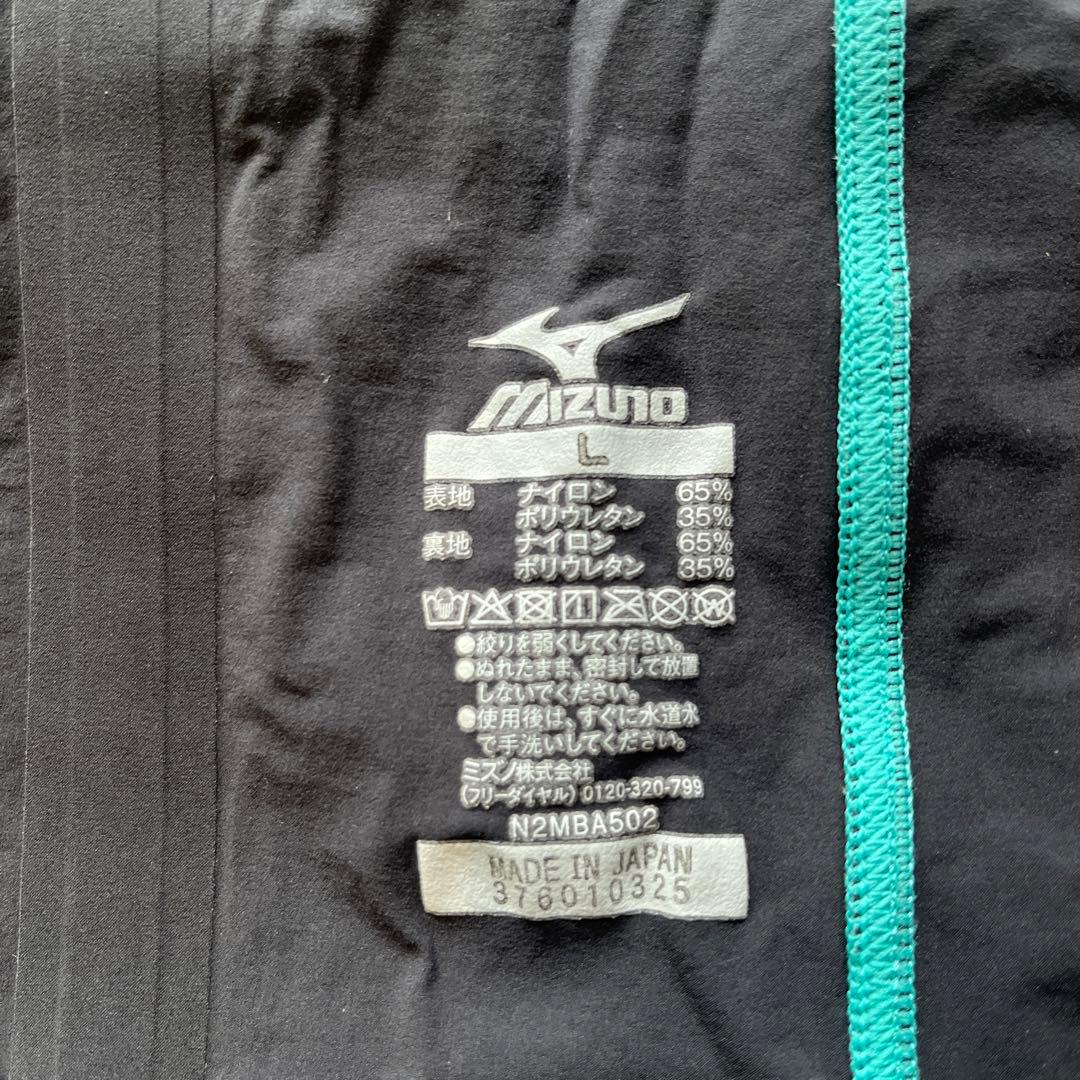 MIZUNO
L
表地 ナイロン 65%
ポリウレタン 35%
裏地 ナイロン 65%
ポリウレタン 35%
●絞りを弱くしてください。
●ぬれたまま、密封して放置
しないでください。
●使用後は、すぐに水道水
で手洗いしてください。
ミズノ株式会社
(フリーダイヤル) 0120-320-799
N2MBA502
MADE IN JAPAN
376010325